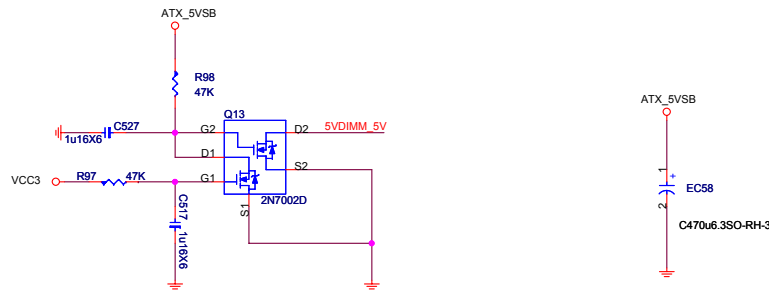 ATX_5VSB
R98
47K
Q13
C527
1u16X6
G2
D2
5VDIMM_5V
D1
S2
VCC3
R97
47K
G1
2N7002D
S1
C517
1u16X6
ATX_5VSB
1
+
EC58
2
C470u6.3SO-RH-3